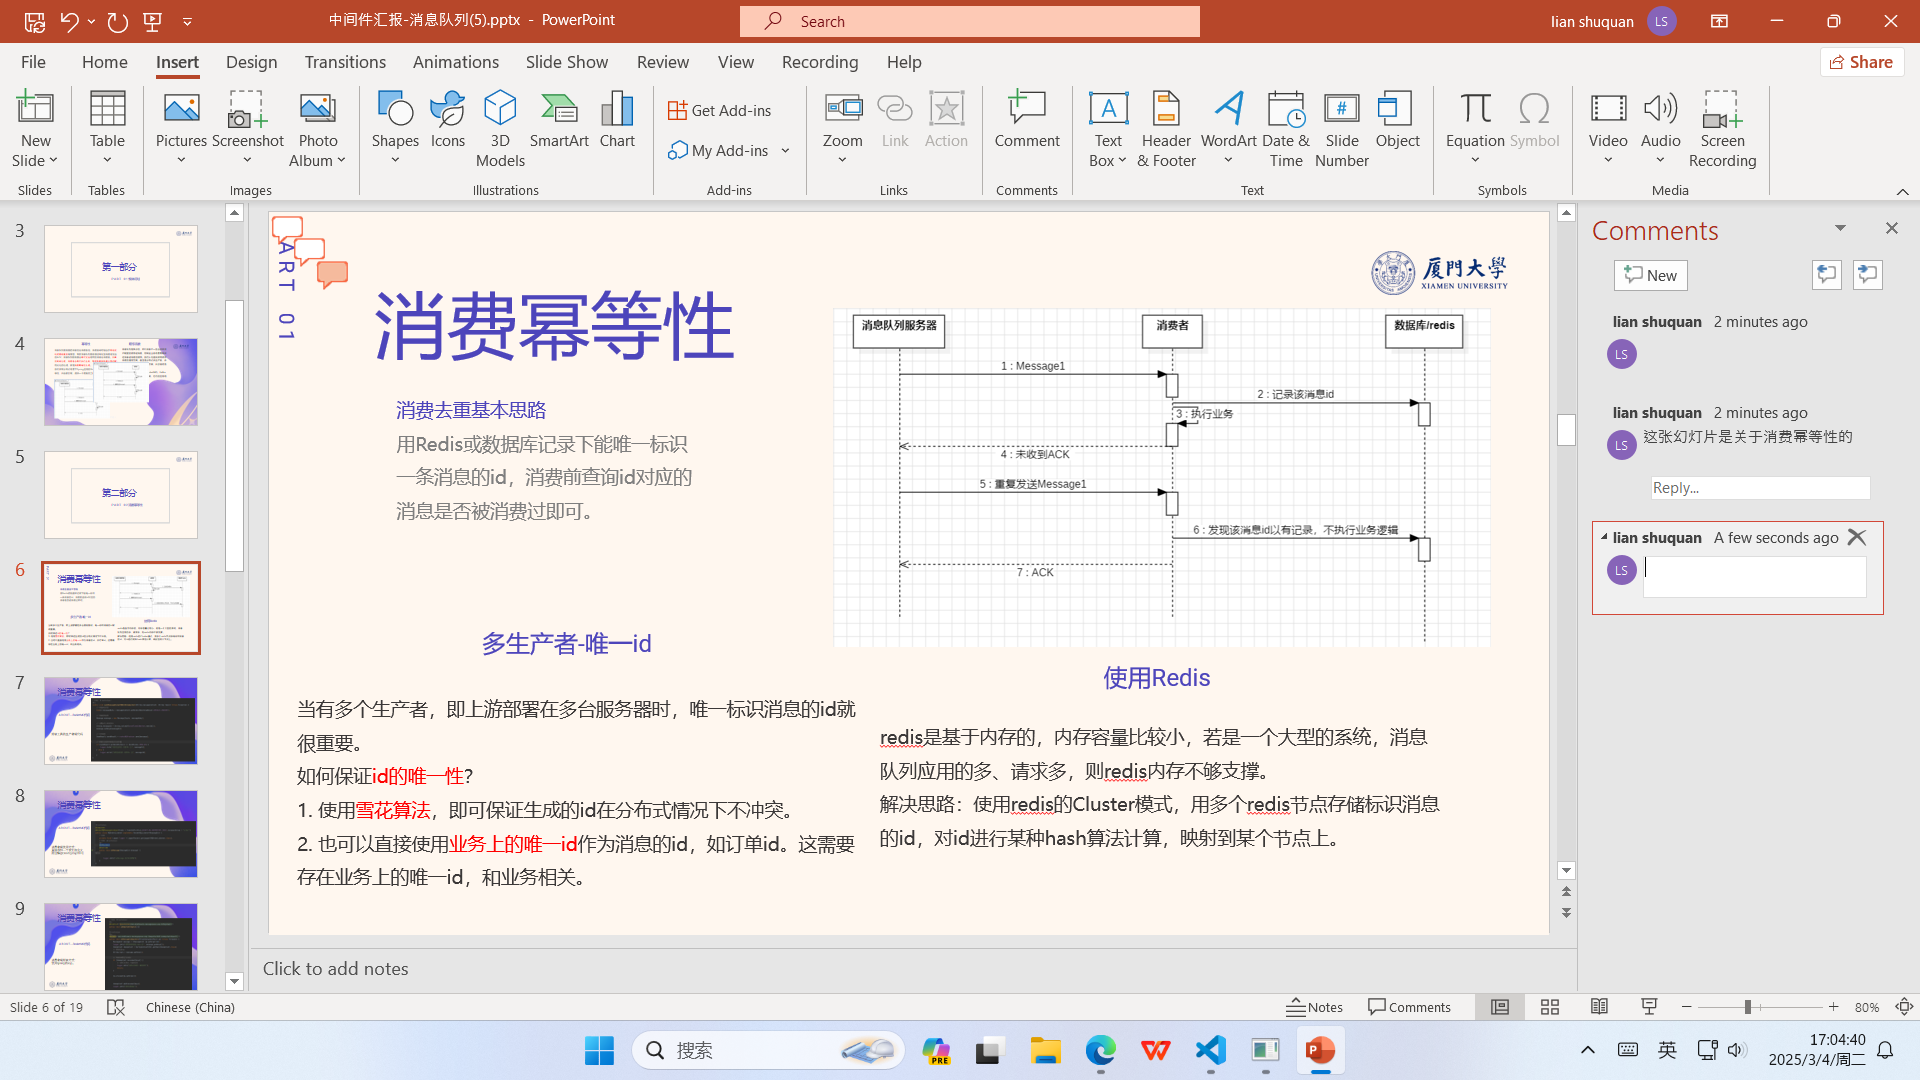 中间件汇报-消息队列(5).pptx - PowerPoint
Search
lian shuquan
LS
File
Home
Insert
Design
Transitions
Animations
Slide Show
Review
View
Recording
Help
Share
New Slide
Table
Pictures
Screenshot
Photo Album
Shapes
Icons
3D Models
SmartArt
Chart
Get Add-ins
My Add-ins
Zoom
Link
Action
Comment
Text Box
Header & Footer
WordArt
Date & Time
Slide Number
Object
Equation
Symbol
Video
Audio
Screen Recording
Slides
Tables
Images
Illustrations
Add-ins
Links
Comments
Text
Symbols
Media
3
第一部分
4
5
第二部分
6
消费幂等性
7
消费幂等性
8
消费幂等性
9
消费幂等性
ART 01
消费幂等性
厦门大学
XIAMEN UNIVERSITY
消费去重基本思路
用Redis或数据库记录下能唯一标识
一条消息的id，消费前查询id对应的
消息是否被消费过即可。
消息队列服务器
消费者
数据库/redis
1 : Message1
2 : 记录该消息id
3 : 执行业务
4 : 未收到ACK
5 : 重复发送Message1
6 : 发现该消息id以有记录，不执行业务逻辑
7 : ACK
多生产者-唯一id
当有多个生产者，即上游部署在多台服务器时，唯一标识消息的id就
很重要。
如何保证id的唯一性？
1. 使用雪花算法，即可保证生成的id在分布式情况下不冲突。
2. 也可以直接使用业务上的唯一id作为消息的id，如订单id。这需要
存在业务上的唯一id，和业务相关。
使用Redis
redis是基于内存的，内存容量比较小，若是一个大型的系统，消息
队列应用的多、请求多，则redis内存不够支撑。
解决思路：使用redis的Cluster模式，用多个redis节点存储标识消息
的id，对id进行某种hash算法计算，映射到某个节点上。
Comments
New
lian shuquan 2 minutes ago
LS
lian shuquan 2 minutes ago
LS
这张幻灯片是关于消费幂等性的
Reply...
lian shuquan A few seconds ago
LS
Click to add notes
Slide 6 of 19
Chinese (China)
Notes
Comments
80%
搜索
PRE
英
17:04:40
2025/3/4/周二